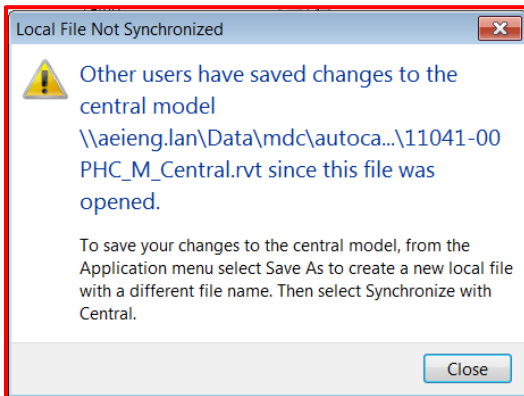 Local File Not Synchronized
Other users have saved changes to the
central model
\\aeieng.lan\Data\mdc\autoca...\11041-00
PHC_M_Central.rvt since this file was
opened.
To save your changes to the central model, from the
Application menu select Save As to create a new local file
with a different file name. Then select Synchronize with
Central.
Close